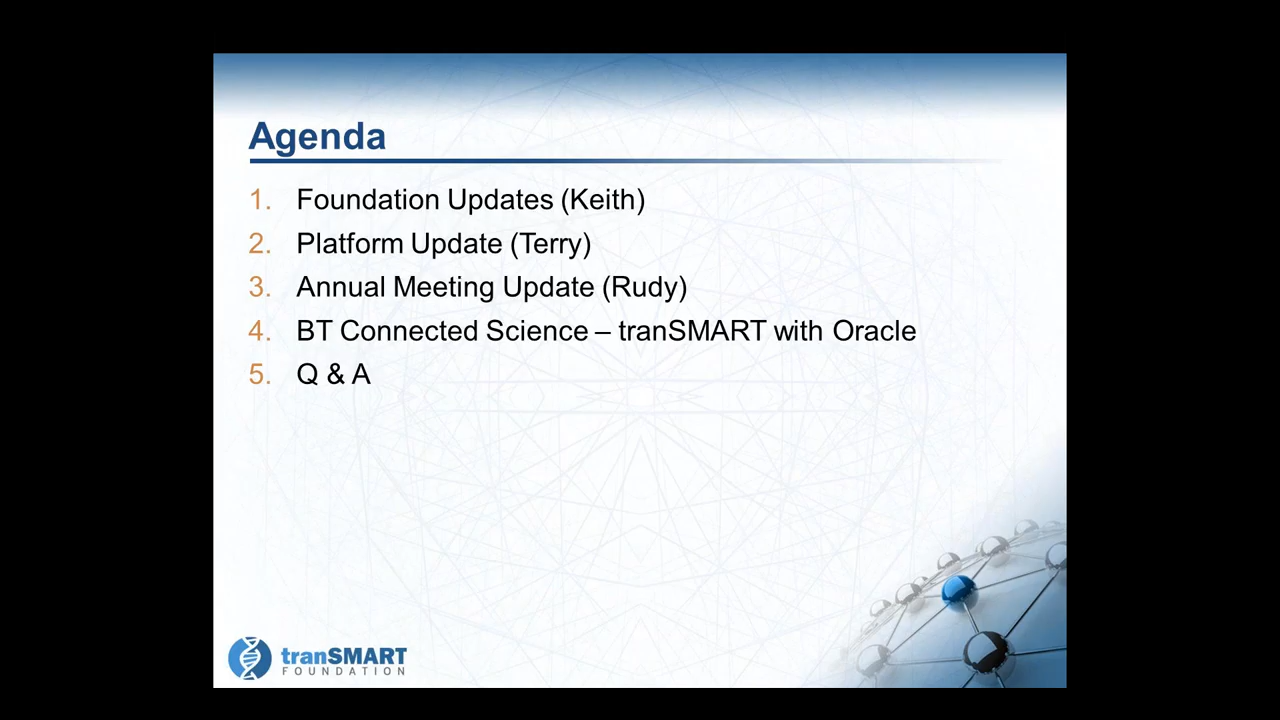 Agenda
1. Foundation Updates (Keith)
2. Platform Update (Terry)
3. Annual Meeting Update (Rudy)
4. BT Connected Science – tranSMART with Oracle
5. Q & A
tranSMART
FOUNDATION